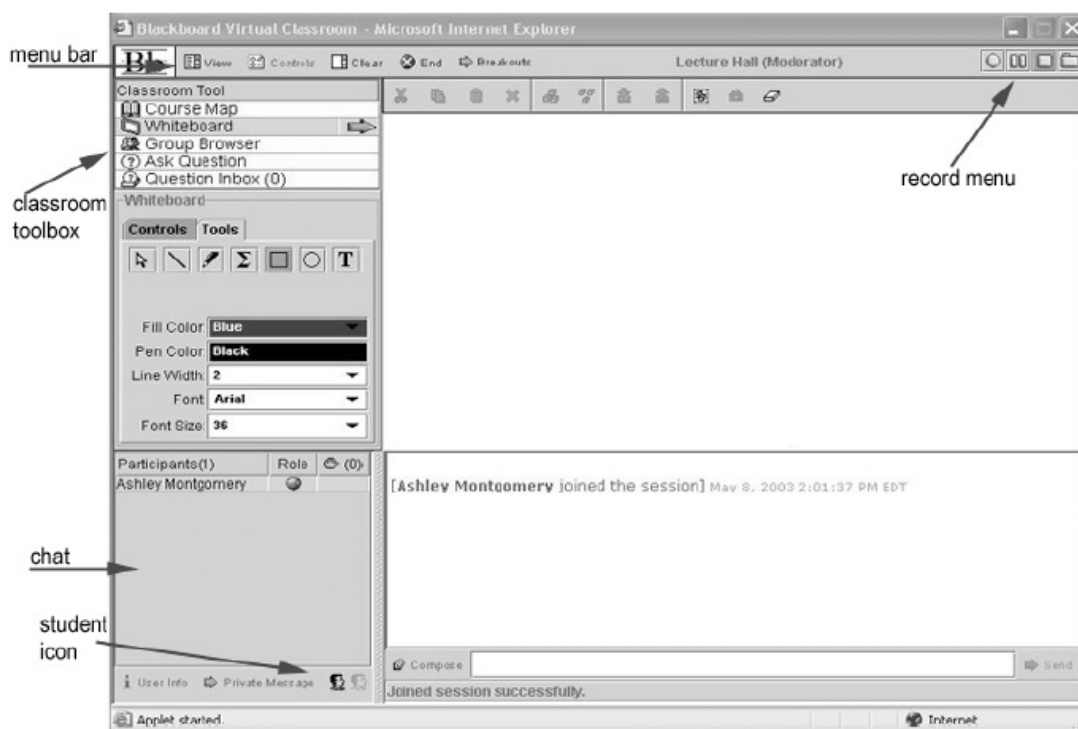 Blackboard Virtual Classroom - Microsoft Internet Explorer
menu bar
Bb View Controls Clear End Breakouts Lecture Hall (Moderator)
Classroom Tool
Course Map
Whiteboard
Group Browser
Ask Question
Question Inbox (0)
record menu
classroom
toolbox
Whiteboard
Controls Tools
Σ T
Fill Color: Blue
Pen Color: Black
Line Width: 2
Font Arial
Font Size: 36
Participants(1) Role (0)
Ashley Montgomery
[Ashley Montgomery joined the session] May 8, 2003 2:01:37 PM EDT
chat
student
icon
Compose Send
User Info Private Message
Joined session successfully.
Applet started. Internet